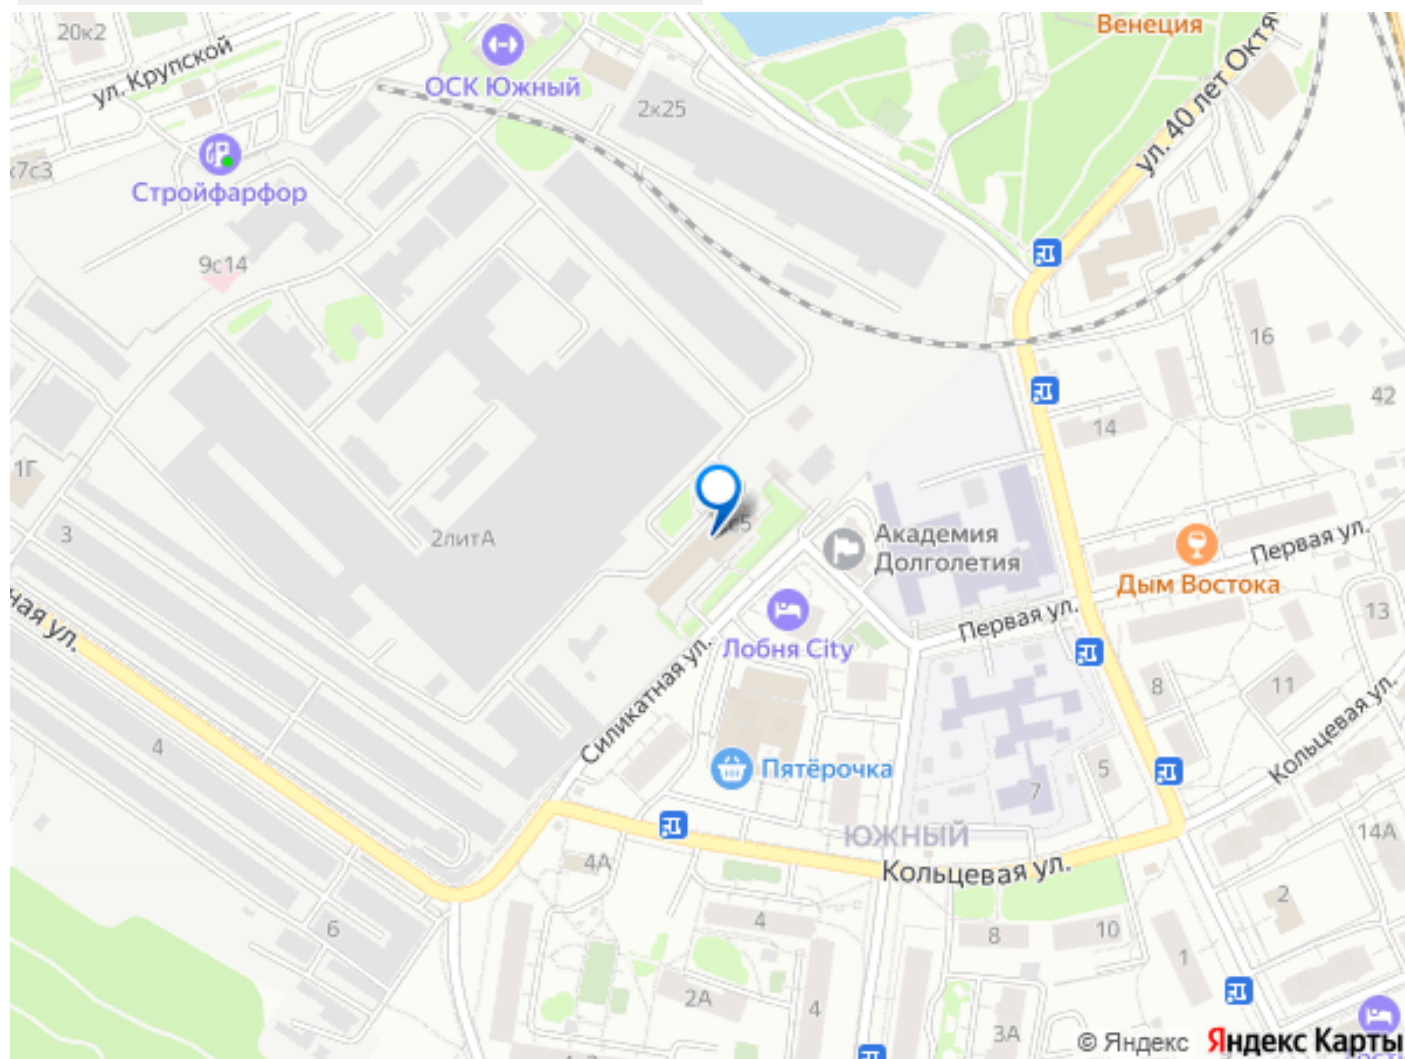 20к2
ул. Крупской
ОСК Южный
2к25
Венеция
ул. 40 лет Октя
к7с3
Стройфарфор
9с14
16
42
14
1Г
3
2литА
с5
Академия
Долголетия
Первая ул.
Дым Востока
Первая ул.
13
ная ул.
Лобня City
8
11
Силикатная ул.
Кольцевая ул.
4
Пятёрочка
5
7
ЮЖНЫЙ
14А
4А
Кольцевая ул.
2
6
4
8
10
1
2А
4
3А
© Яндекс
Яндекс Карты